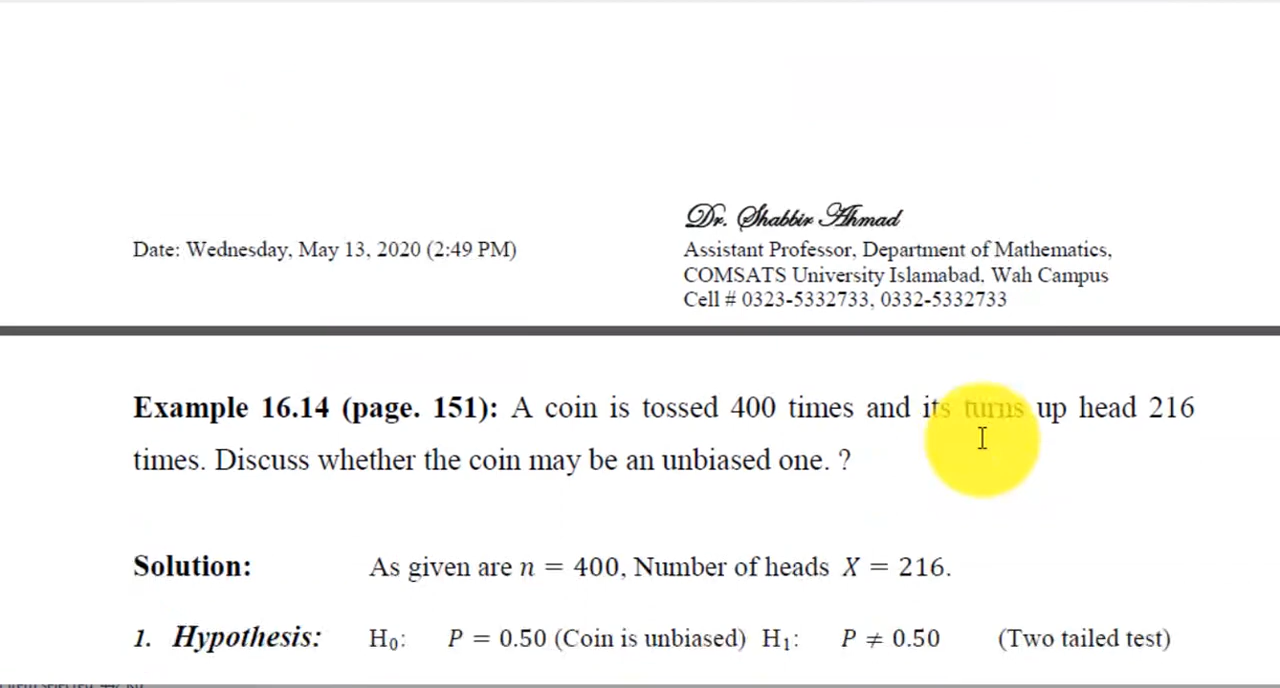 Dr. Shabbir Ahmad
Date: Wednesday, May 13, 2020 (2:49 PM)
Assistant Professor, Department of Mathematics,
COMSATS University Islamabad, Wah Campus
Cell # 0323-5332733, 0332-5332733
Example 16.14 (page. 151): A coin is tossed 400 times and its turns up head 216
times. Discuss whether the coin may be an unbiased one. ?
Solution: As given are n = 400, Number of heads X = 216.
1. Hypothesis: H₀: P = 0.50 (Coin is unbiased) H₁: P ≠ 0.50 (Two tailed test)